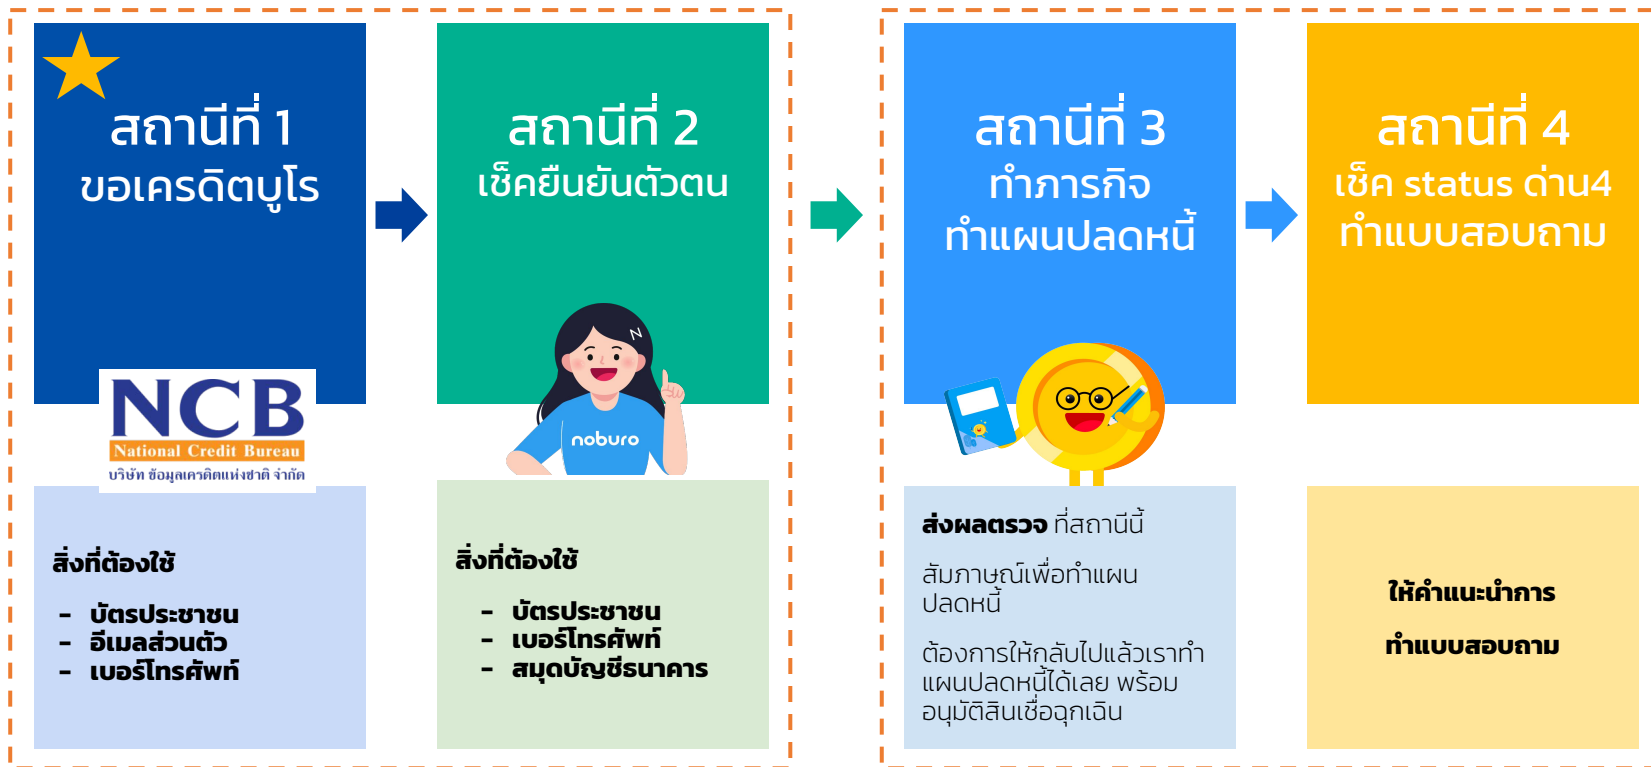 สถานีที่ 1
ขอเครดิตบูโร
NCB
National Credit Bureau
บริษัท ข้อมูลเครดิตแห่งชาติ จำกัด
สิ่งที่ต้องใช้
- บัตรประชาชน
- อีเมลส่วนตัว
- เบอร์โทรศัพท์
สถานีที่ 2
เช็คยืนยันตัวตน
N
noburo
สิ่งที่ต้องใช้
- บัตรประชาชน
- เบอร์โทรศัพท์
- สมุดบัญชีธนาคาร
สถานีที่ 3
ทำภารกิจ
ทำแผนปลดหนี้
ส่งผลตรวจ ที่สถานีนี้
สัมภาษณ์เพื่อทำแผน
ปลดหนี้
ต้องการให้กลับไปแล้วเราทำ
แผนปลดหนี้ได้เลย พร้อม
อนุมัติสินเชื่อฉุกเฉิน
สถานีที่ 4
เช็ค status ด่าน4
ทำแบบสอบถาม
ให้คำแนะนำการ
ทำแบบสอบถาม